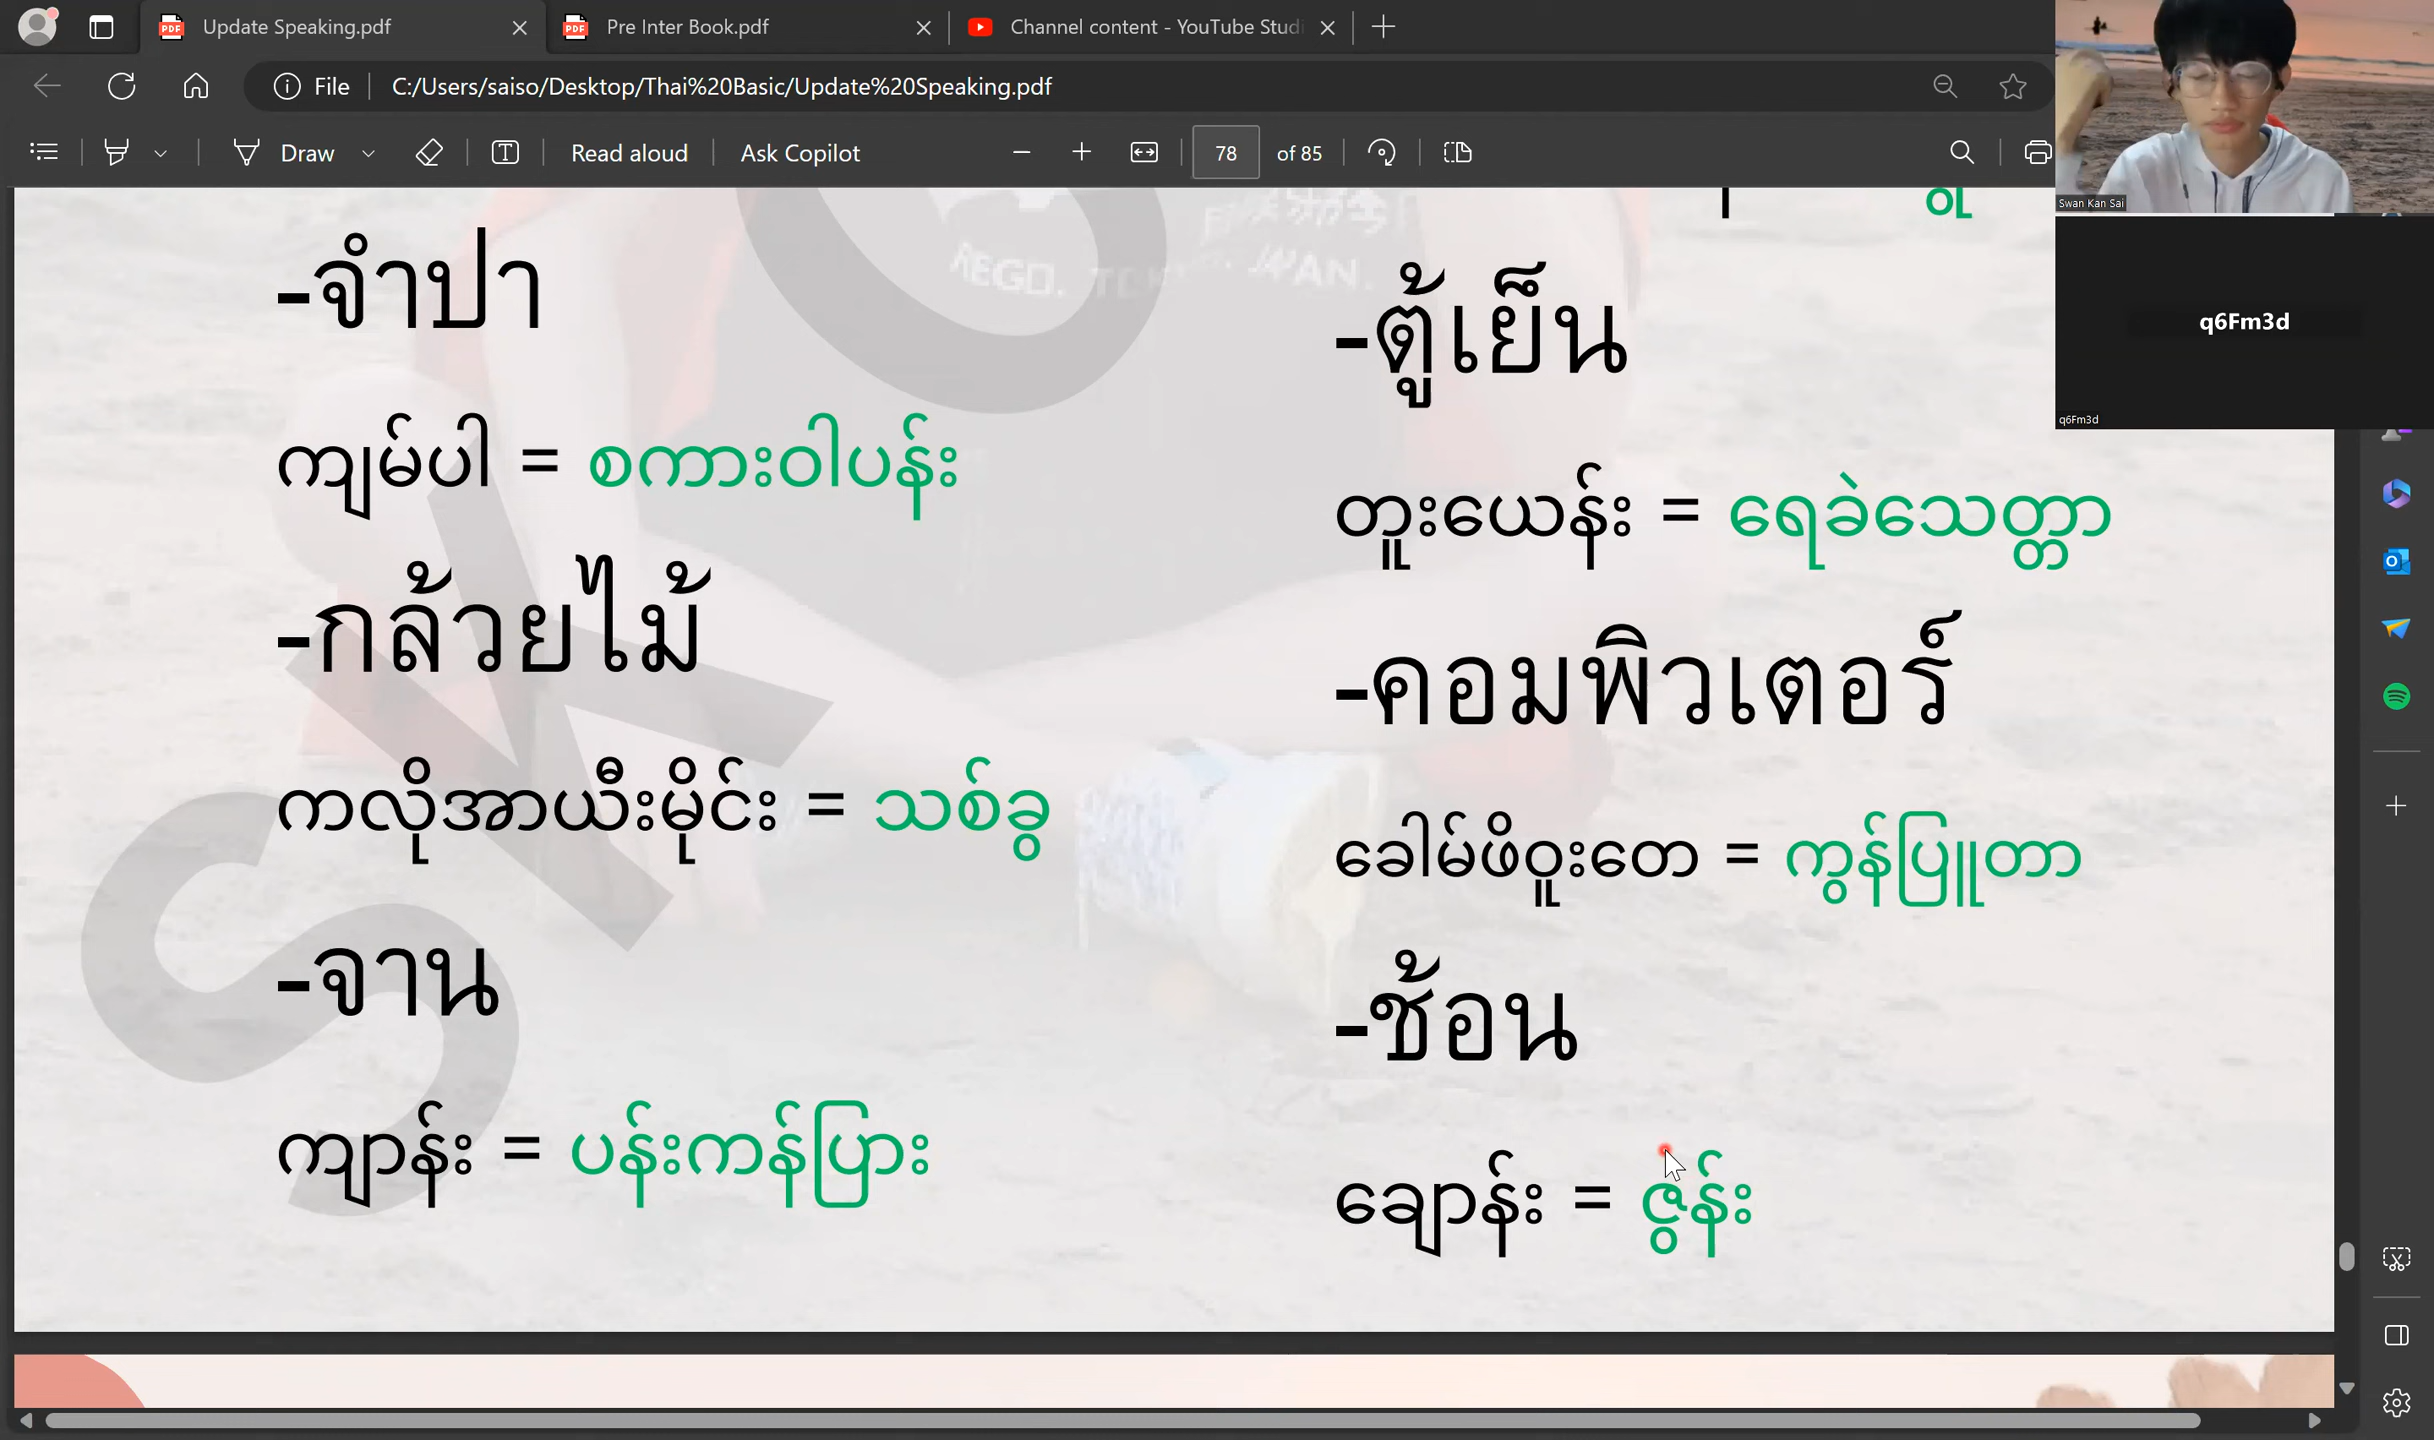 Update Speaking.pdf
Pre Inter Book.pdf
Channel content - YouTube Studi
File
C:/Users/saiso/Desktop/Thai%20Basic/Update%20Speaking.pdf
Draw
Read aloud
Ask Copilot
78
of 85
Swan Kan Sai
q6Fm3d
q6Fm3d
-จำปา
ကျမ်ပါ = စကားဝါပန်း
-กล้วยไม้
ကလိုအာယီးမိုင်း = သစ်ခွ
-จาน
ကျာန်း = ပန်းကန်ပြား
-ตู้เย็น
တူးယေန်း = ရေခဲသေတ္တာ
-คอมพิวเตอร์
ခေါမ်ဖိဝူးတေ = ကွန်ပြူတာ
-ช้อน
ချောန်း = ဇွန်း
SK
REGD. TOKYO JAPAN.